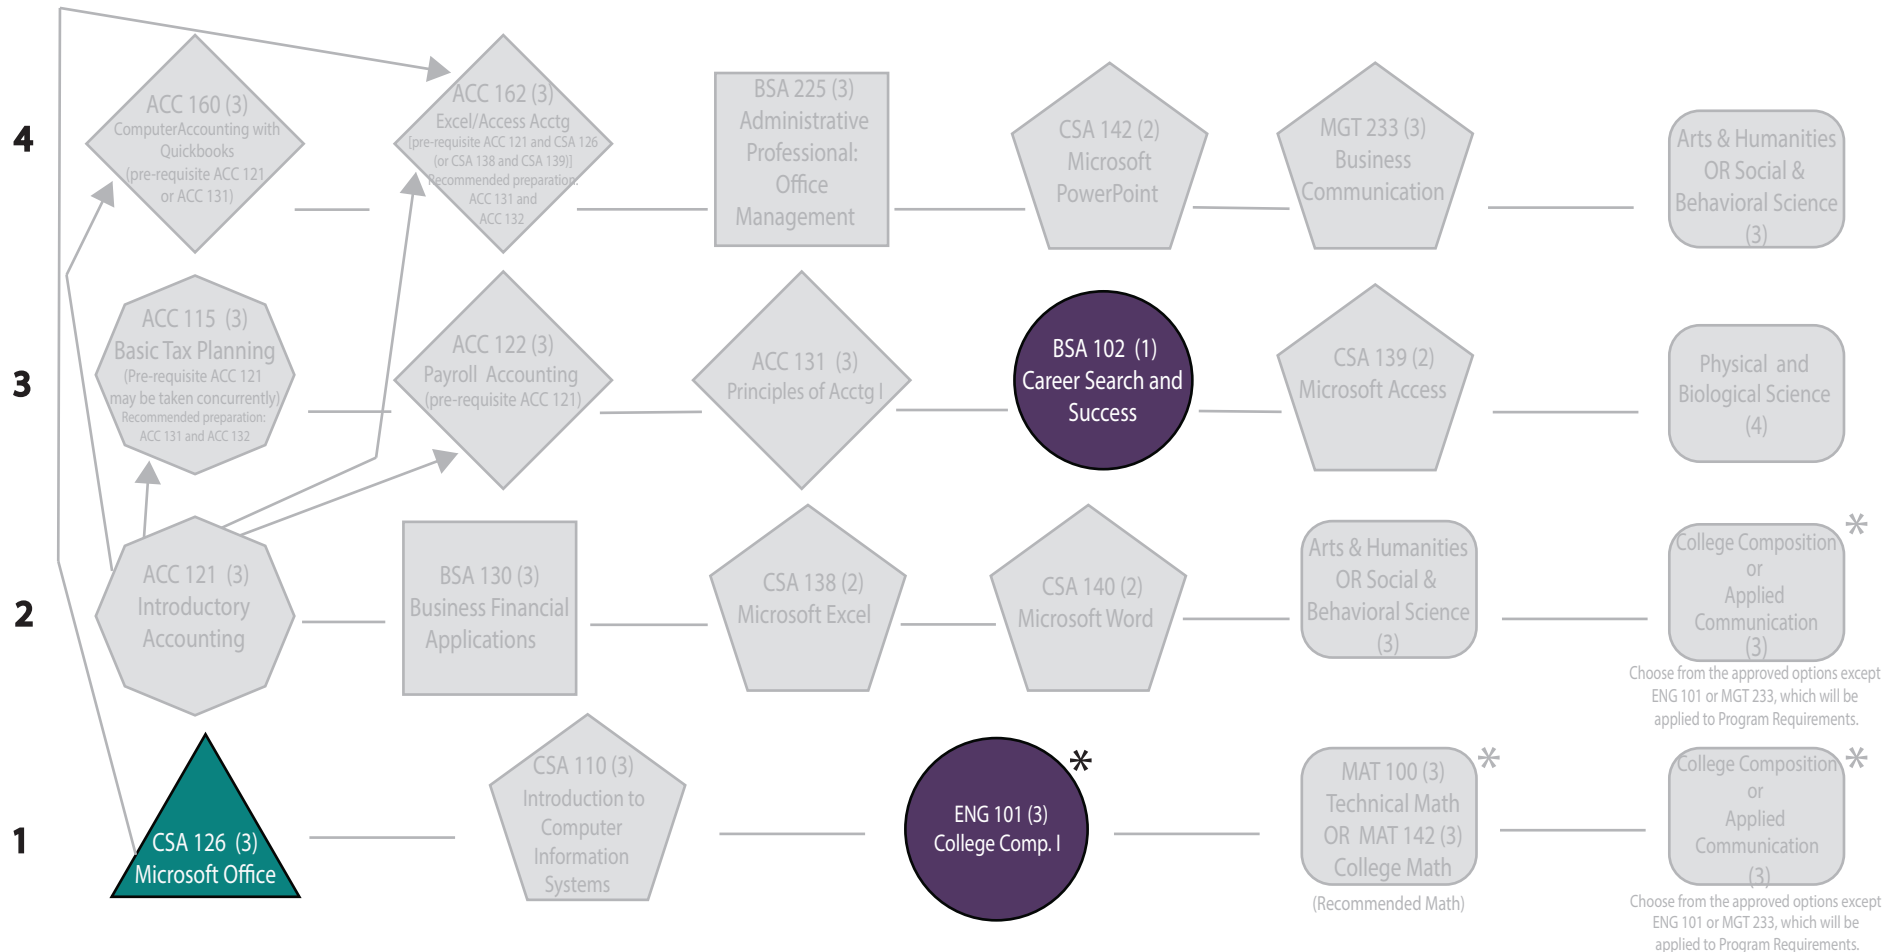 4
ACC 160 (3)
ComputerAccounting with
Quickbooks
(pre-requisite ACC 121
or ACC 131)
ACC 162 (3)
Excel/Access Acctg
[pre-requisite ACC 121 and CSA 126
(or CSA 138 and CSA 139)]
Recommended preparation:
ACC 131 and
ACC 132
BSA 225 (3)
Administrative
Professional:
Office
Management
CSA 142 (2)
Microsoft
PowerPoint
MGT 233 (3)
Business
Communication
Arts & Humanities
OR Social &
Behavioral Science
(3)
3
ACC 115 (3)
Basic Tax Planning
(Pre-requisite ACC 121
may be taken concurrently)
Recommended preparation:
ACC 131 and ACC 132
ACC 122 (3)
Payroll Accounting
(pre-requisite ACC 121)
ACC 131 (3)
Principles of Acctg I
BSA 102 (1)
Career Search and
Success
CSA 139 (2)
Microsoft Access
Physical and
Biological Science
(4)
2
ACC 121 (3)
Introductory
Accounting
BSA 130 (3)
Business Financial
Applications
CSA 138 (2)
Microsoft Excel
CSA 140 (2)
Microsoft Word
Arts & Humanities
OR Social &
Behavioral Science
(3)
*
College Composition
or
Applied
Communication
(3)
Choose from the approved options except
ENG 101 or MGT 233, which will be
applied to Program Requirements.
1
CSA 126 (3)
Microsoft Office
CSA 110 (3)
Introduction to
Computer
Information
Systems
*
ENG 101 (3)
College Comp. I
*
MAT 100 (3)
Technical Math
OR MAT 142 (3)
College Math
(Recommended Math)
*
College Composition
or
Applied
Communication
(3)
Choose from the approved options except
ENG 101 or MGT 233, which will be
applied to Program Requirements.